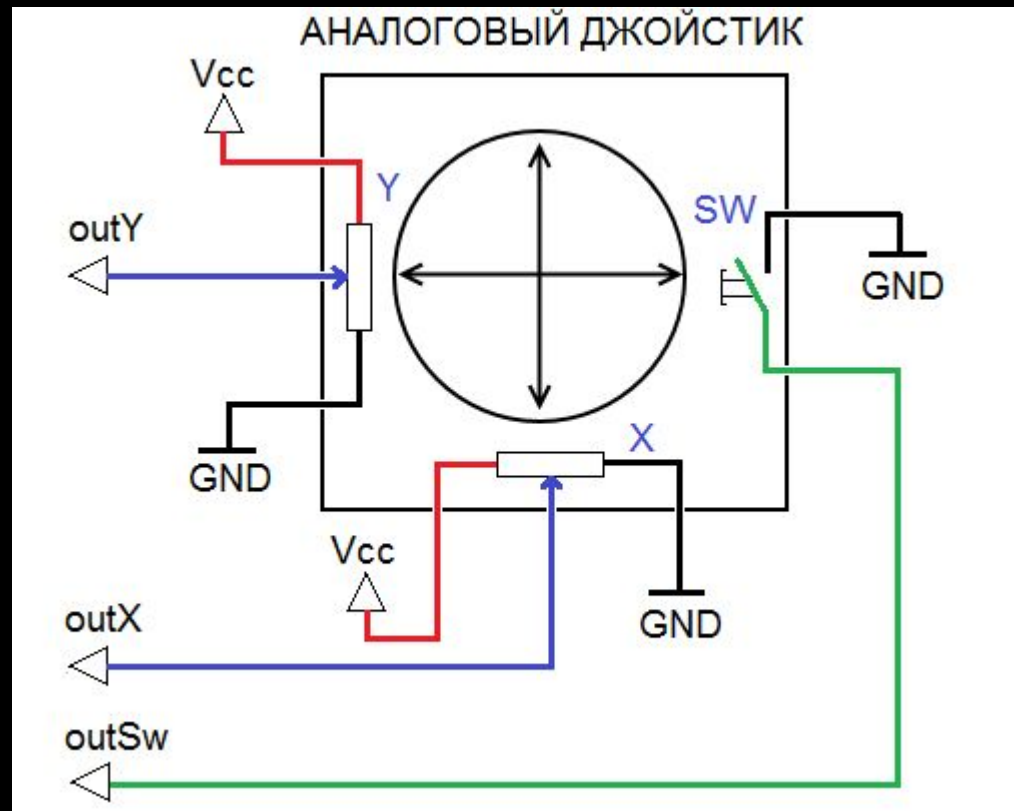 АНАЛОГОВЫЙ ДЖОЙСТИК
Vcc
Y
SW
outY
GND
GND
X
Vcc
outX
GND
outSw